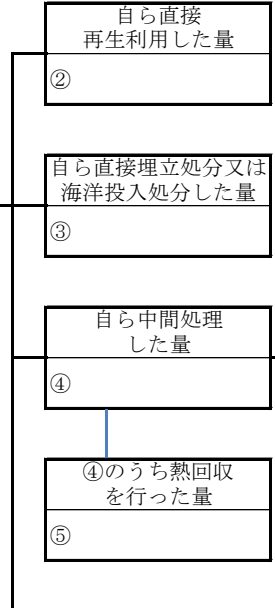 自ら直接
再生利用した量
②
自ら直接埋立処分又は
海洋投入処分した量
③
自ら中間処理
した量
④
④のうち熱回収
を行った量
⑤